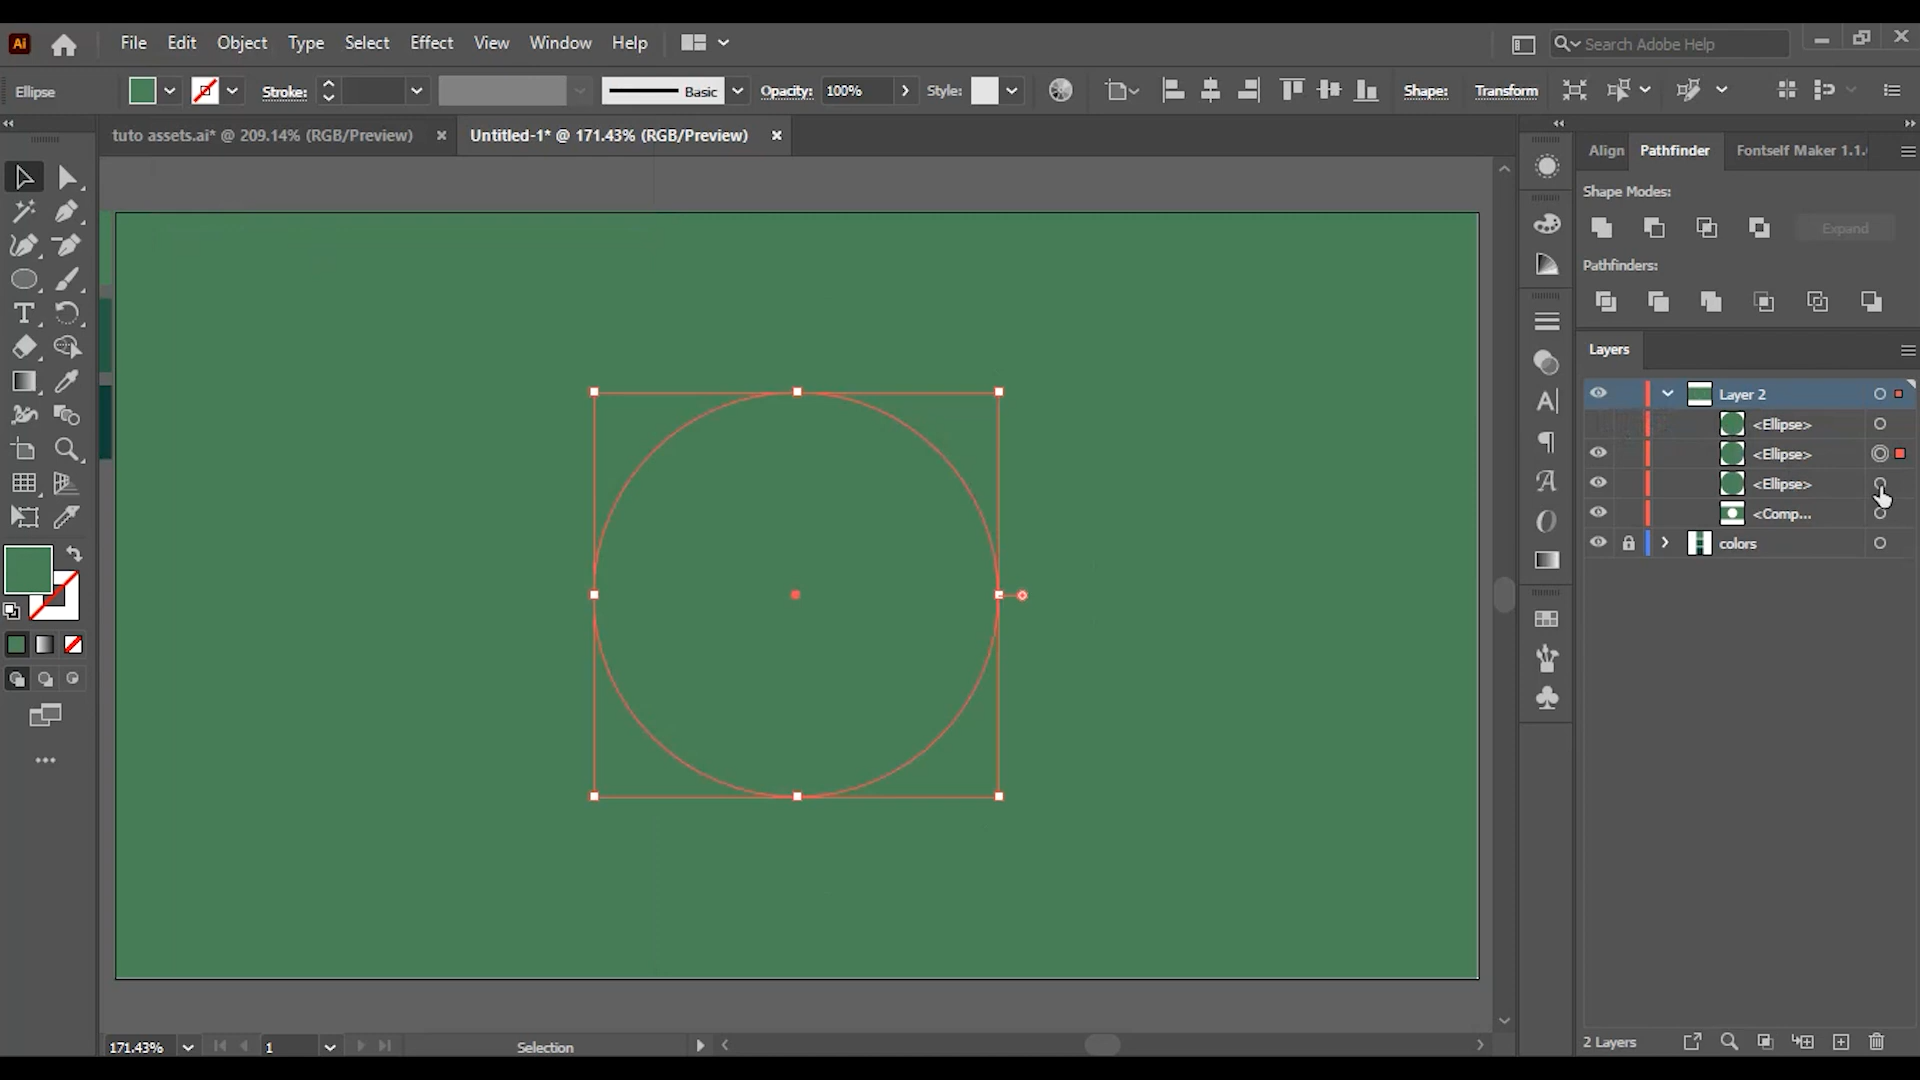 Ai File Edit Object Type Select Effect View Window Help Search Adobe Help
Ellipse Stroke: Basic Opacity: 100% Style: Shape: Transform
tuto assets.ai* @ 209.14% (RGB/Preview) × Untitled-1* @ 171.43% (RGB/Preview) ×
Align Pathfinder Fontself Maker 1.1.
Shape Modes:
Expand
Pathfinders:
Layers
Layer 2
<Ellipse>
<Ellipse>
<Ellipse>
<Comp...
colors
171.43% 1 Selection
2 Layers